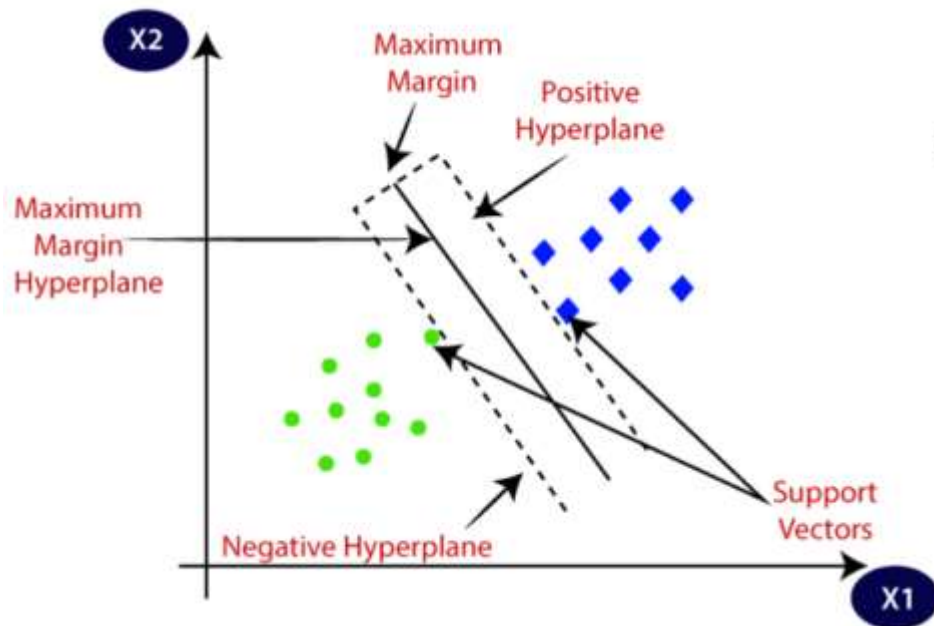 X2
Maximum
Margin
Positive
Hyperplane
Maximum
Margin
Hyperplane
Support
Vectors
Negative Hyperplane
X1